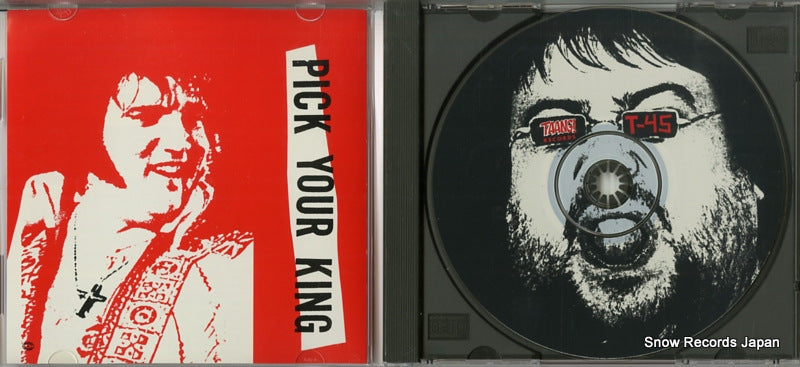 PICK YOUR KING
TAANG!
RECORDS
T-45
Snow Records Japan